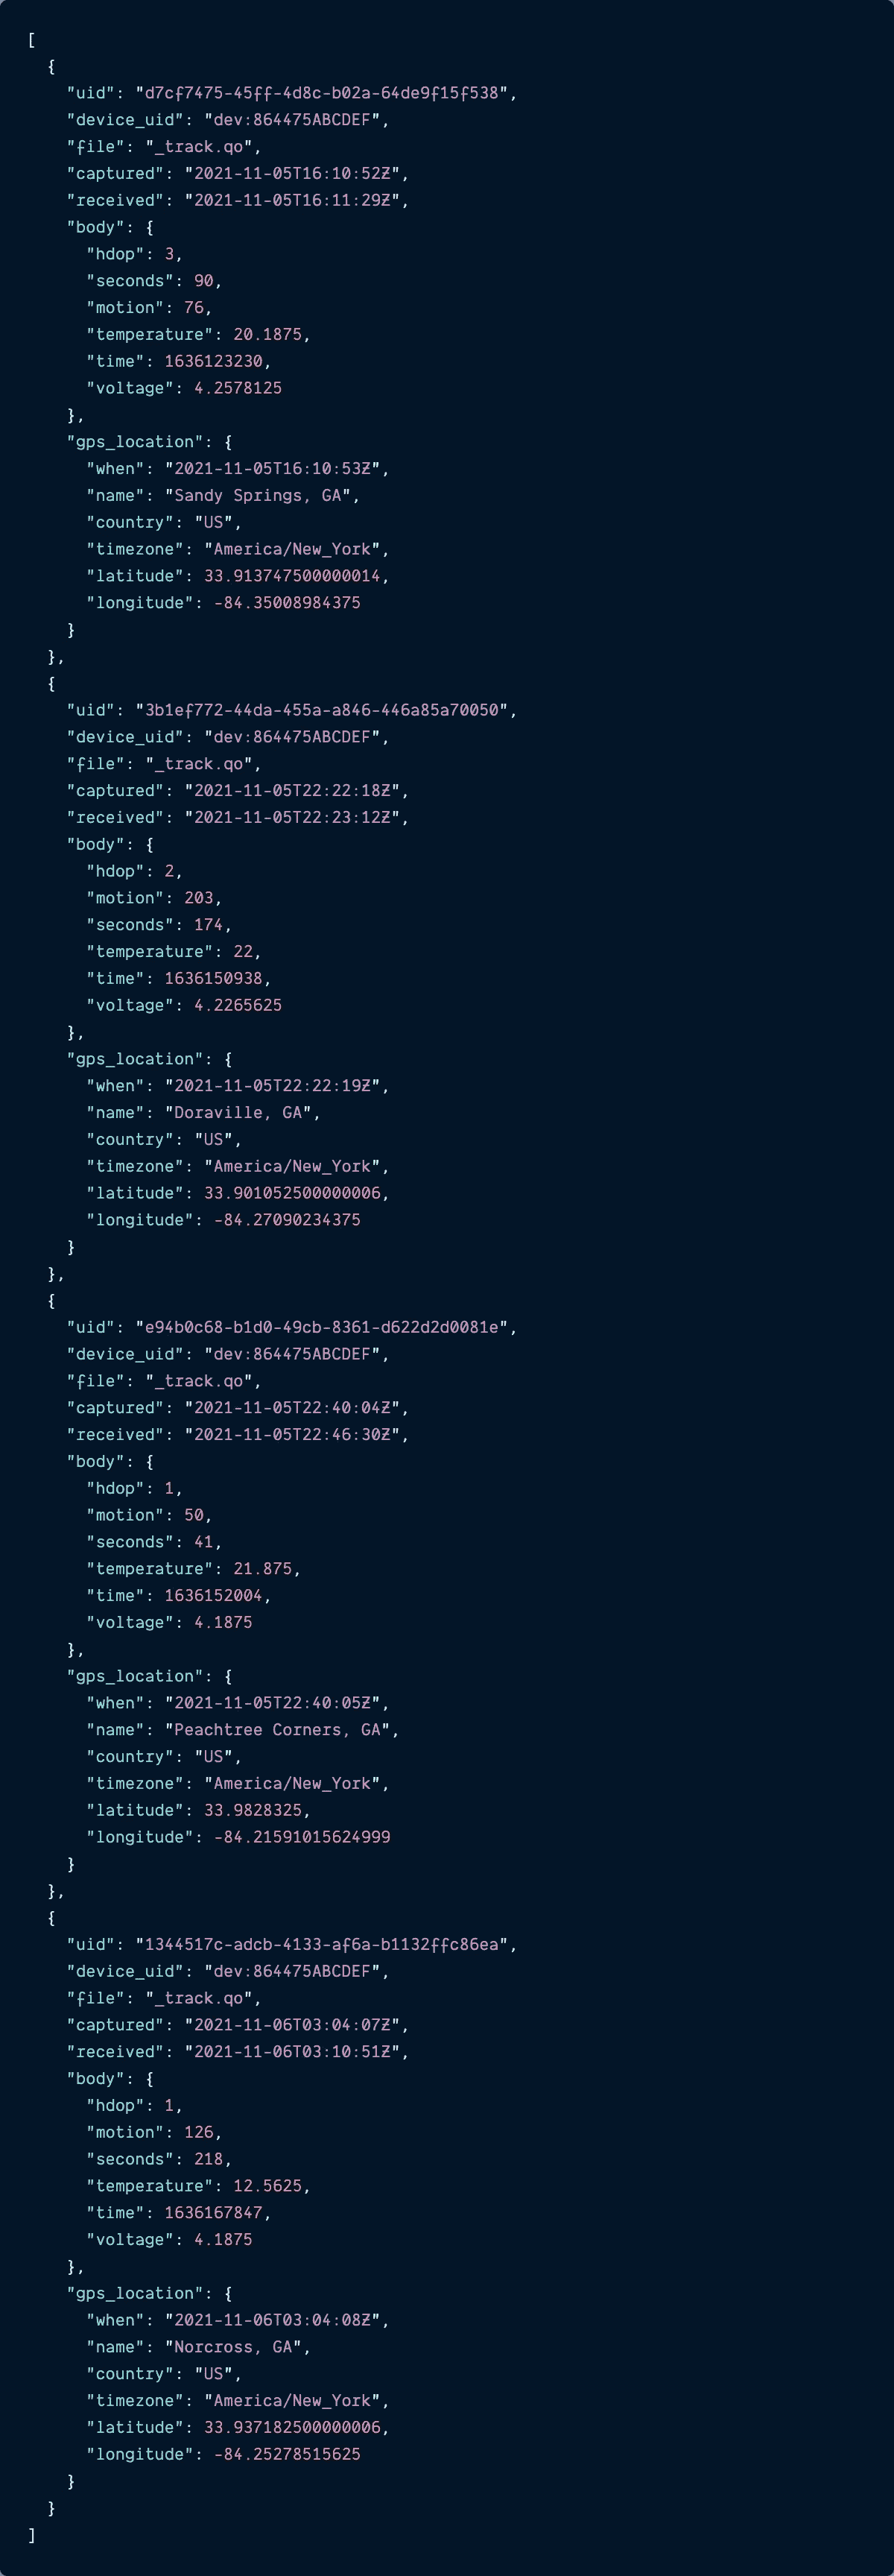 [
  {
    "uid": "d7cf7475-45ff-4d8c-b02a-64de9f15f538",
    "device_uid": "dev:864475ABCDEF",
    "file": "_track.qo",
    "captured": "2021-11-05T16:10:52Z",
    "received": "2021-11-05T16:11:29Z",
    "body": {
      "hdop": 3,
      "seconds": 90,
      "motion": 76,
      "temperature": 20.1875,
      "time": 1636123230,
      "voltage": 4.2578125
    },
    "gps_location": {
      "when": "2021-11-05T16:10:53Z",
      "name": "Sandy Springs, GA",
      "country": "US",
      "timezone": "America/New_York",
      "latitude": 33.913747500000014,
      "longitude": -84.35008984375
    }
  },
  {
    "uid": "3b1ef772-44da-455a-a846-446a85a70050",
    "device_uid": "dev:864475ABCDEF",
    "file": "_track.qo",
    "captured": "2021-11-05T22:22:18Z",
    "received": "2021-11-05T22:23:12Z",
    "body": {
      "hdop": 2,
      "motion": 203,
      "seconds": 174,
      "temperature": 22,
      "time": 1636150938,
      "voltage": 4.2265625
    },
    "gps_location": {
      "when": "2021-11-05T22:22:19Z",
      "name": "Doraville, GA",
      "country": "US",
      "timezone": "America/New_York",
      "latitude": 33.901052500000006,
      "longitude": -84.27090234375
    }
  },
  {
    "uid": "e94b0c68-b1d0-49cb-8361-d622d2d0081e",
    "device_uid": "dev:864475ABCDEF",
    "file": "_track.qo",
    "captured": "2021-11-05T22:40:04Z",
    "received": "2021-11-05T22:46:30Z",
    "body": {
      "hdop": 1,
      "motion": 50,
      "seconds": 41,
      "temperature": 21.875,
      "time": 1636152004,
      "voltage": 4.1875
    },
    "gps_location": {
      "when": "2021-11-05T22:40:05Z",
      "name": "Peachtree Corners, GA",
      "country": "US",
      "timezone": "America/New_York",
      "latitude": 33.9828325,
      "longitude": -84.21591015624999
    }
  },
  {
    "uid": "1344517c-adcb-4133-af6a-b1132ffc86ea",
    "device_uid": "dev:864475ABCDEF",
    "file": "_track.qo",
    "captured": "2021-11-06T03:04:07Z",
    "received": "2021-11-06T03:10:51Z",
    "body": {
      "hdop": 1,
      "motion": 126,
      "seconds": 218,
      "temperature": 12.5625,
      "time": 1636167847,
      "voltage": 4.1875
    },
    "gps_location": {
      "when": "2021-11-06T03:04:08Z",
      "name": "Norcross, GA",
      "country": "US",
      "timezone": "America/New_York",
      "latitude": 33.937182500000006,
      "longitude": -84.25278515625
    }
  }
]